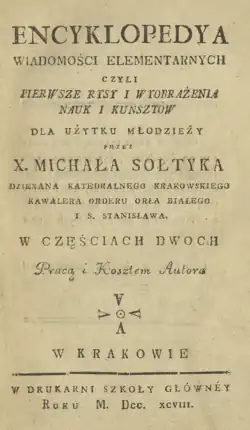 ENCYKLOPEDYA
WIADOMOŚCI ELEMENTARNYCH
CZYLI
PIERWSZE RYSY I WYOBRAŻENIA
NAUK I KUNSZTÓW
DLA UŻYTKU MŁODZIEŻY
PRZEZ
X. MICHAŁA SOŁTYKA
DZIEKANA KATEDRALNEGO KRAKOWSKIEGO
KAWALERA ORDERU ORŁA BIAŁEGO
I S. STANISŁAWA.
W CZĘŚCIACH DWOCH
Pracą i Kosztem Autora
W KRAKOWIE
W DRUKARNI SZKOŁY GŁÓWNÉY
ROKU M. DCC. XCVIII.